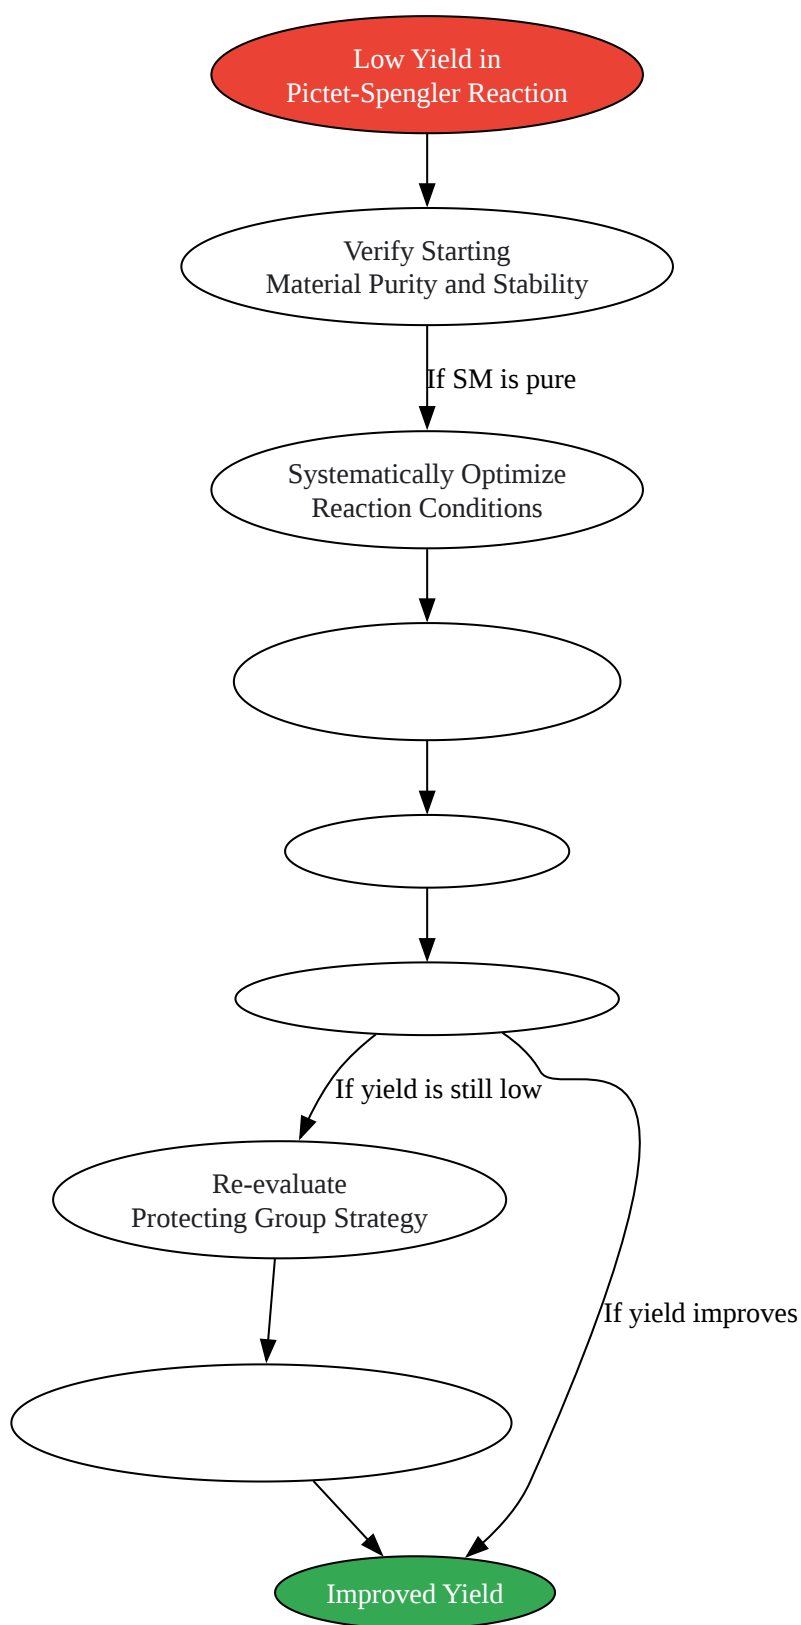 Low Yield in
Pictet-Spengler Reaction
Verify Starting
Material Purity and Stability
If SM is pure
Systematically Optimize
Reaction Conditions
If yield is still low
Re-evaluate
Protecting Group Strategy
If yield improves
Improved Yield